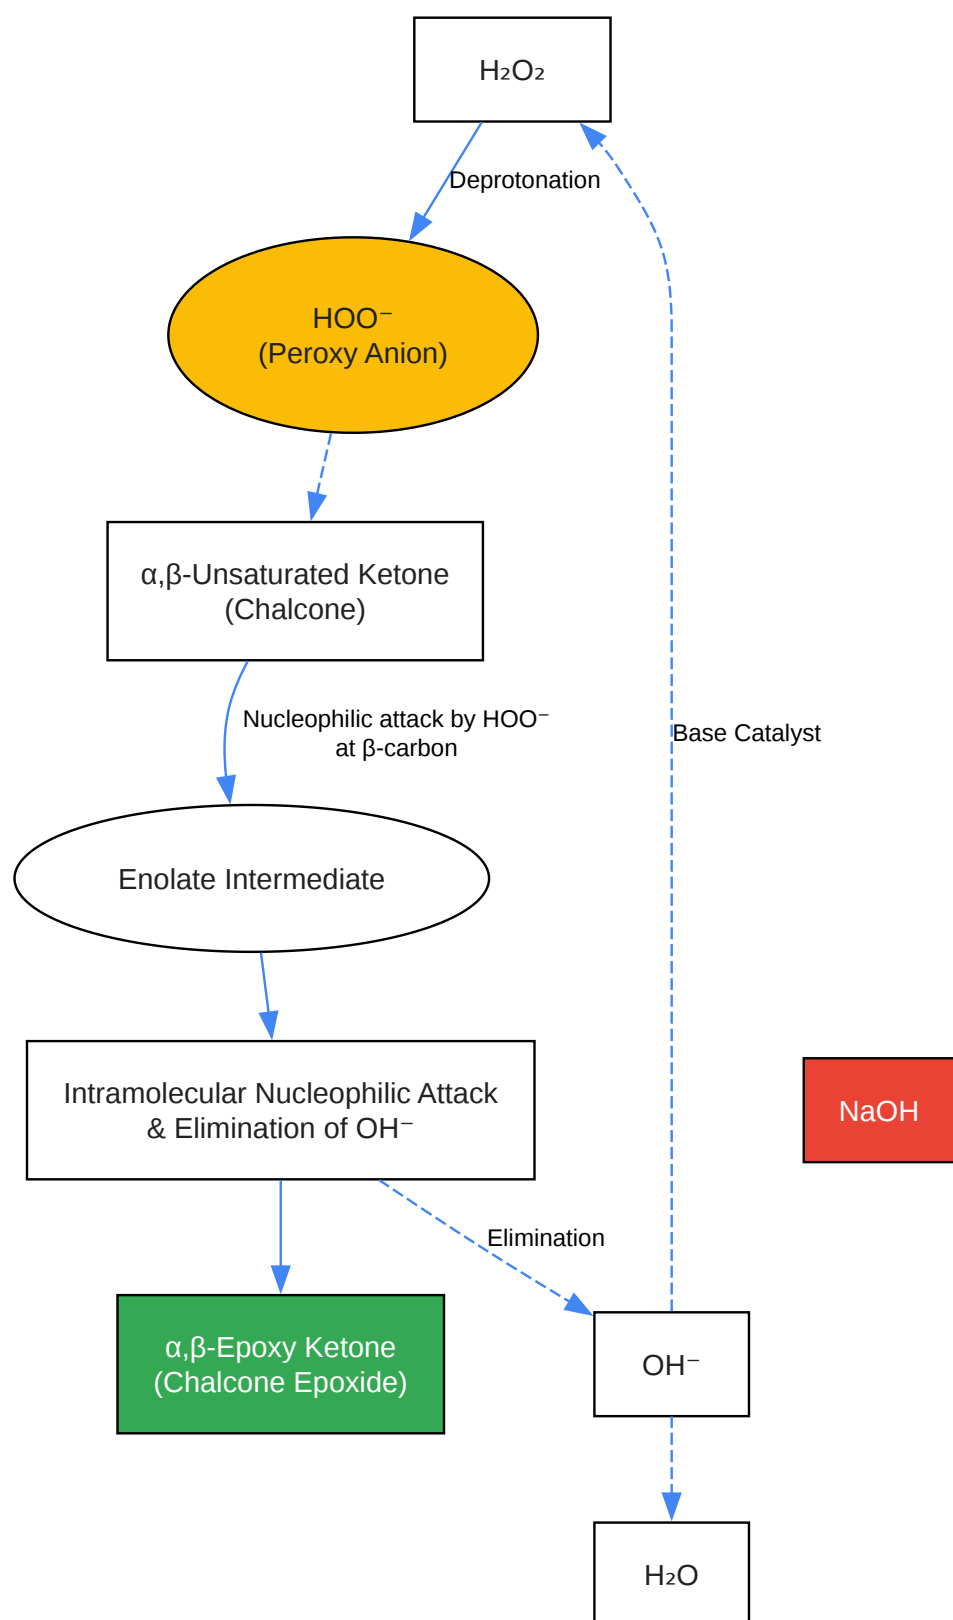 H₂O₂
Deprotonation
HOO⁻
(Peroxy Anion)
α,β-Unsaturated Ketone
(Chalcone)
Nucleophilic attack by HOO⁻
at β-carbon
Base Catalyst
Enolate Intermediate
Intramolecular Nucleophilic Attack
& Elimination of OH⁻
NaOH
Elimination
α,β-Epoxy Ketone
(Chalcone Epoxide)
OH⁻
H₂O